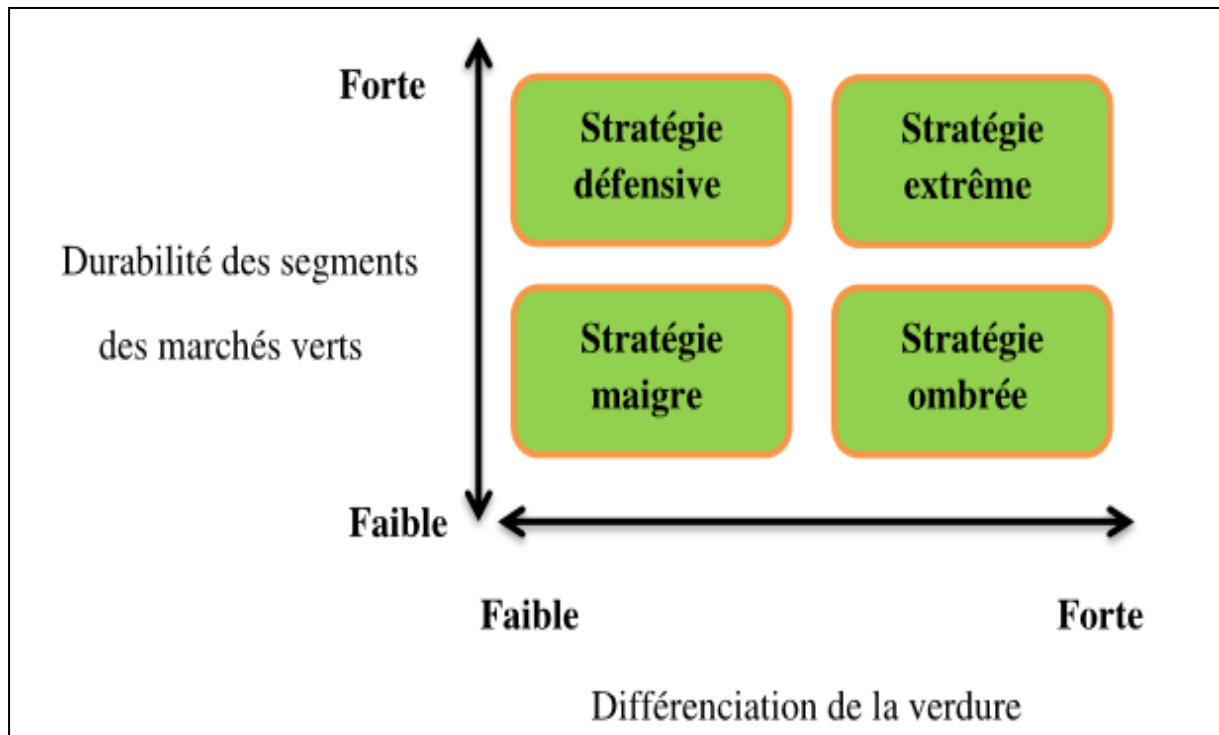 Forte
Stratégie
défensive
Stratégie
extrême
Durabilité des segments
des marchés verts
Stratégie
maigre
Stratégie
ombrée
Faible
Faible
Forte
Différenciation de la verdure